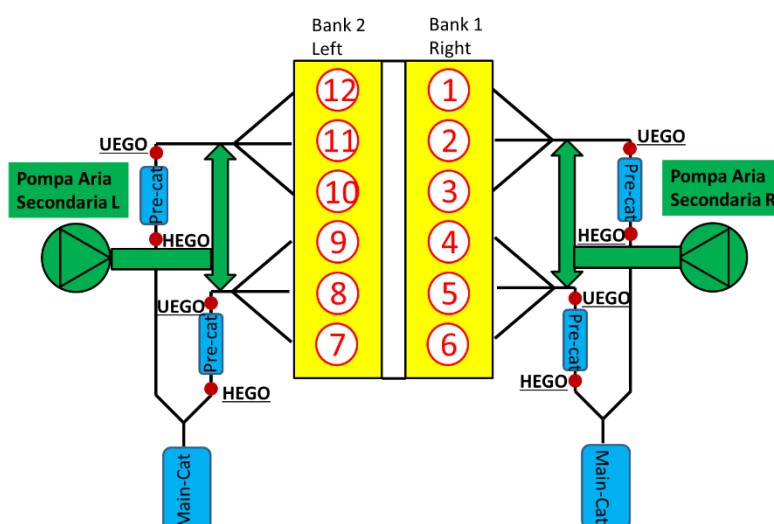 Bank 2
Left
Bank 1
Right
12
1
11
2
10
3
9
4
8
5
7
6
UEGO
UEGO
Pompa Aria
Secondaria L
Pre-cat
Pre-cat
Pompa Aria
Secondaria R
HEGO
HEGO
UEGO
UEGO
Pre-cat
Pre-cat
HEGO
HEGO
Main-Cat
Main-Cat